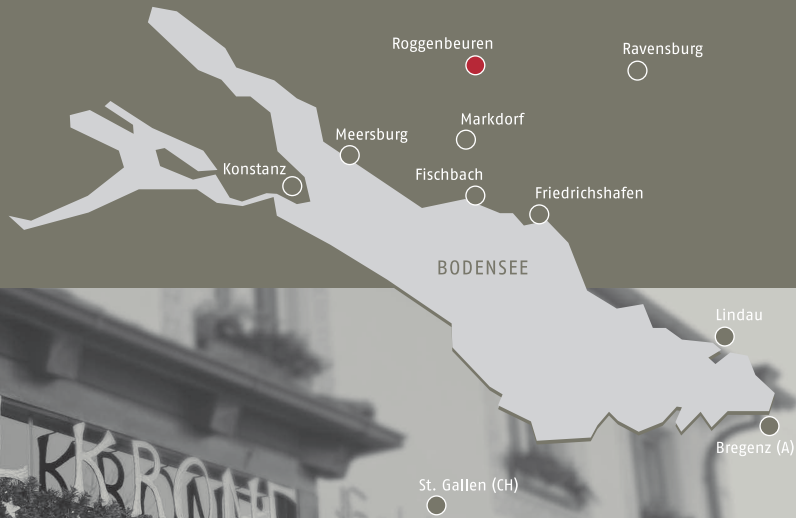 Roggenbeuren
Ravensburg
Markdorf
Meersburg
Konstanz
Fischbach
Friedrichshafen
BODENSEE
Lindau
Bregenz (A)
St. Gallen (CH)